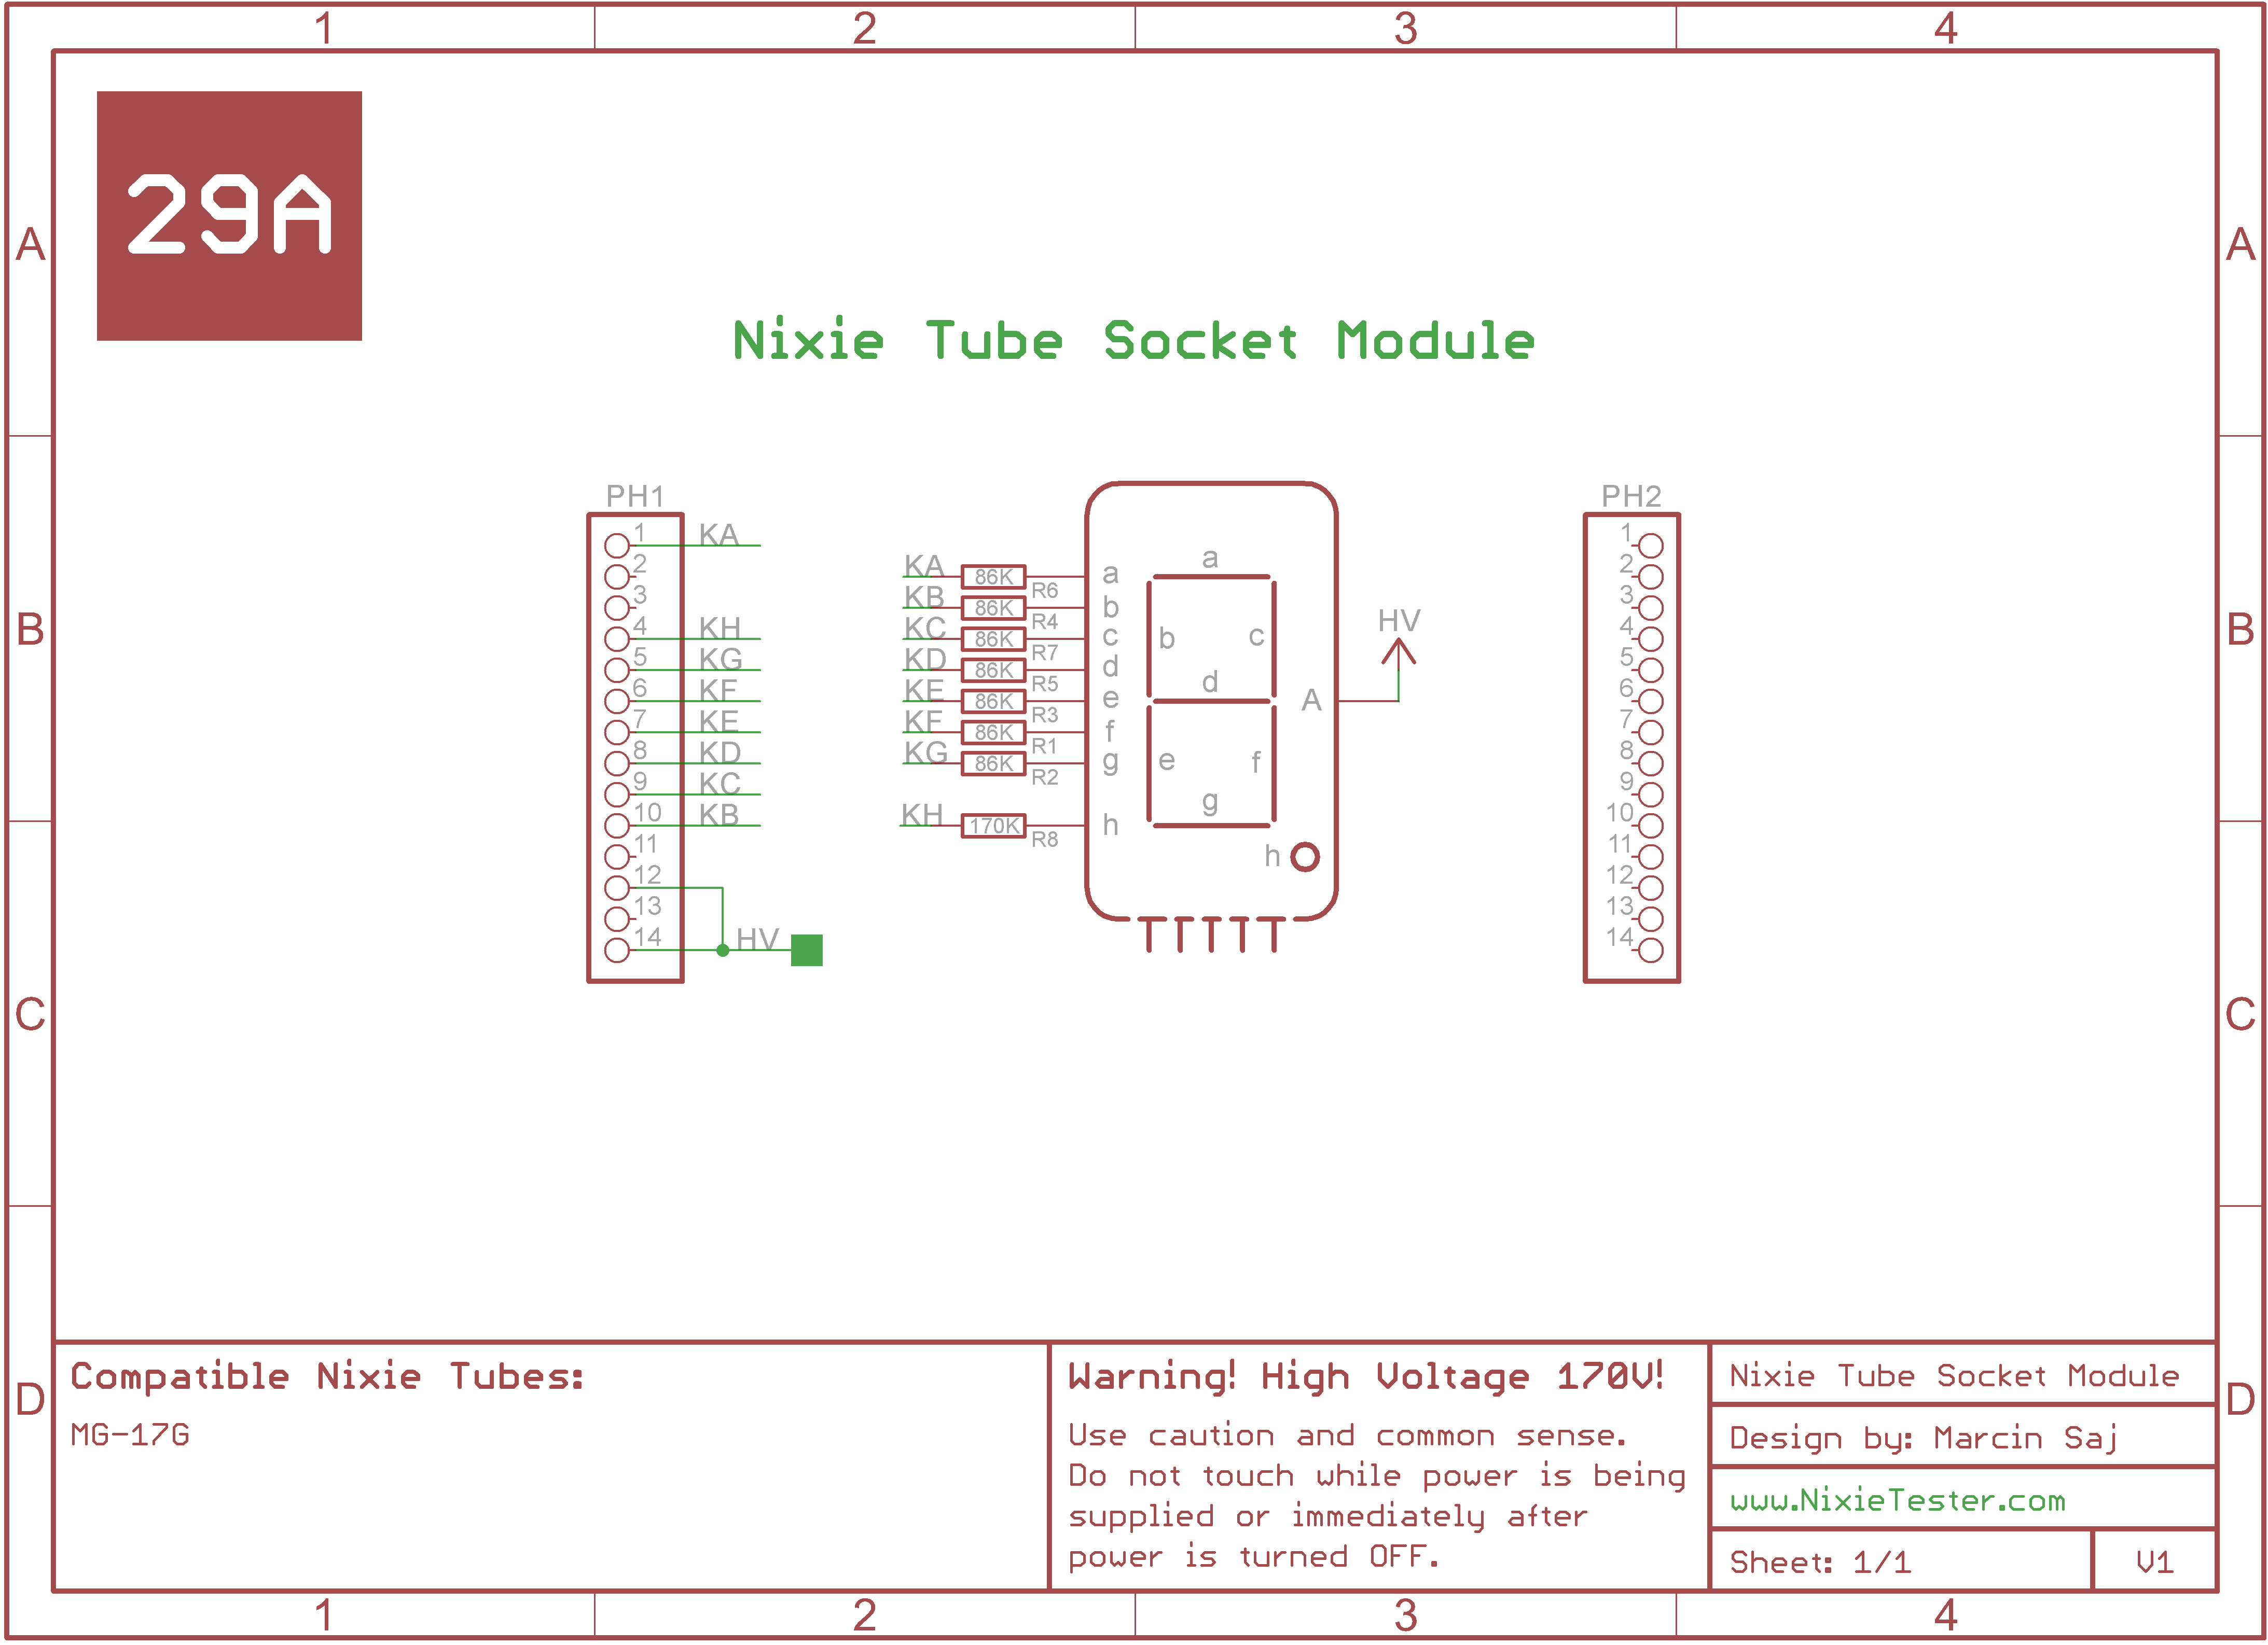 1 2 3 4
29A
A A
Nixie Tube Socket Module
PH1
1 KA
2
3
4 KH
5 KG
6 KF
7 KE
8 KD
9 KC
10 KB
11
12
13
14 HV
KA 86K R6 a
KB 86K R4 b
KC 86K R7 c
KD 86K R5 d
KE 86K R3 e
KF 86K R1 f
KG 86K R2 g
KH 170K R8 h
a
b c
d
e f
g
h
A
HV
PH2
1
2
3
4
5
6
7
8
9
10
11
12
13
14
B B
C C
D D
Compatible Nixie Tubes:
MG-17G
Warning! High Voltage 170V!
Use caution and common sense.
Do not touch while power is being
supplied or immediately after
power is turned OFF.
Nixie Tube Socket Module
Design by: Marcin Saj
www.NixieTester.com
Sheet: 1/1 V1
1 2 3 4